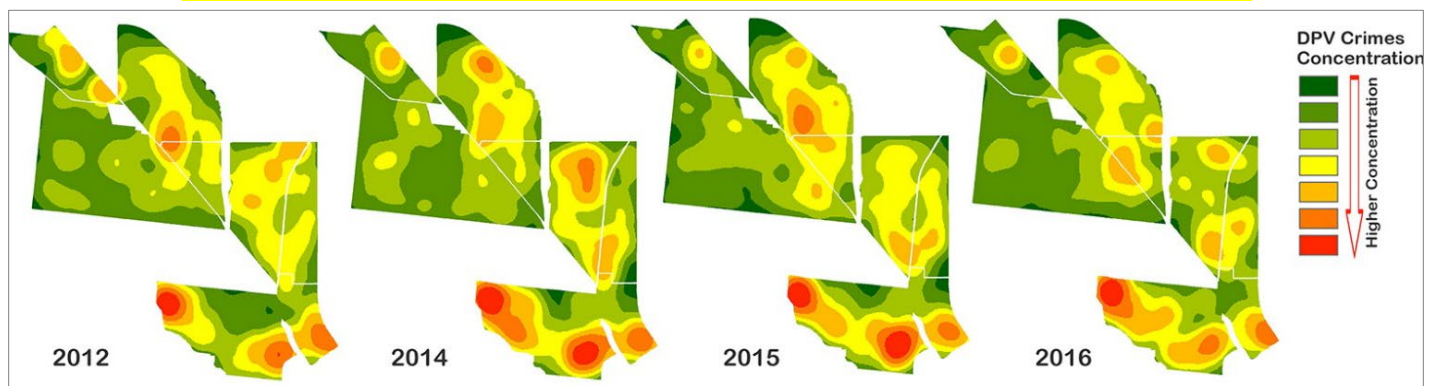 DPV Crimes
Concentration
Higher Concentration
2012
2014
2015
2016